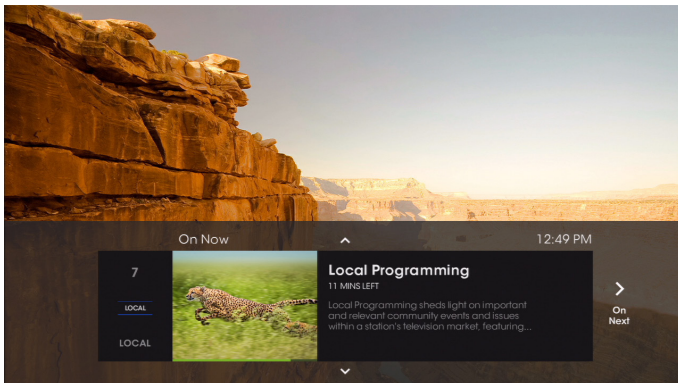 On Now
12:49 PM
7
LOCAL
LOCAL
Local Programming
11 MINS LEFT
Local Programming sheds light on important
and relevant community events and issues
within a station's television market, featuring...
On
Next